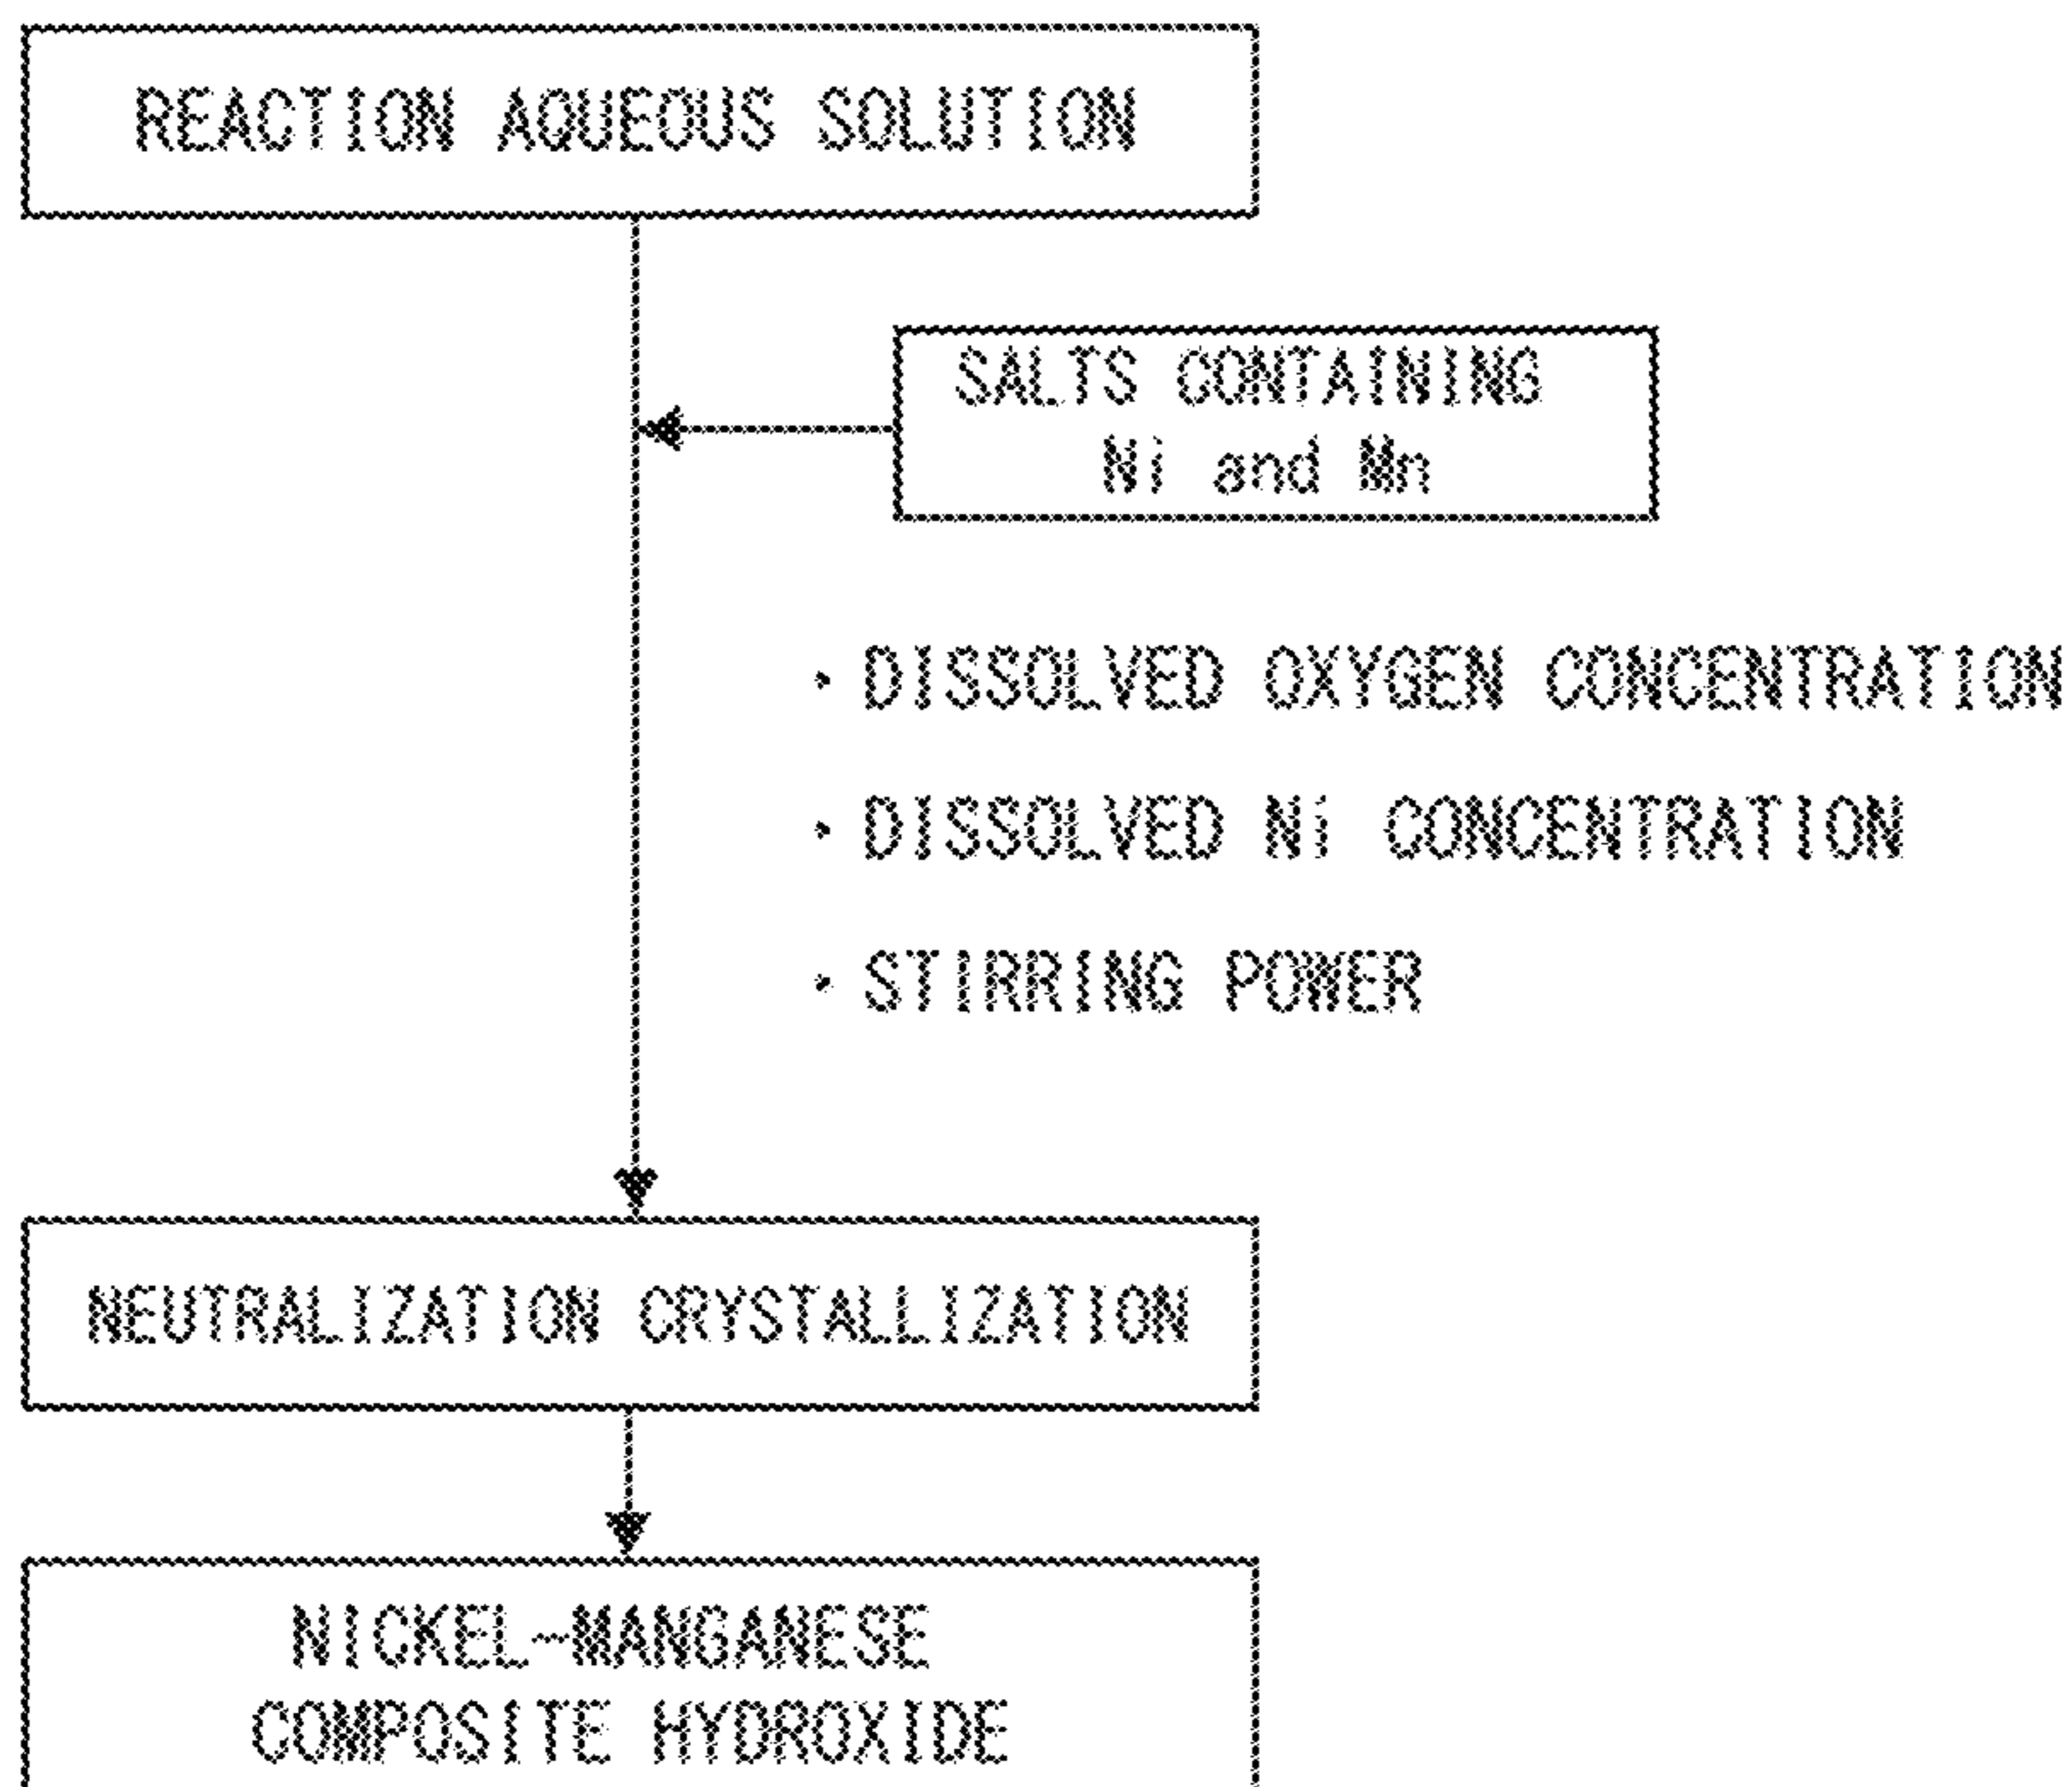 REACTION AQUEOUS SOLUTION
SALTS CONTAINING
Ni and Mn
・DISSOLVED OXYGEN CONCENTRATION
・DISSOLVED Ni CONCENTRATION
・STIRRING POWER
NEUTRALIZATION CRYSTALLIZATION
NICKEL-MANGANESE
COMPOSITE HYDROXIDE